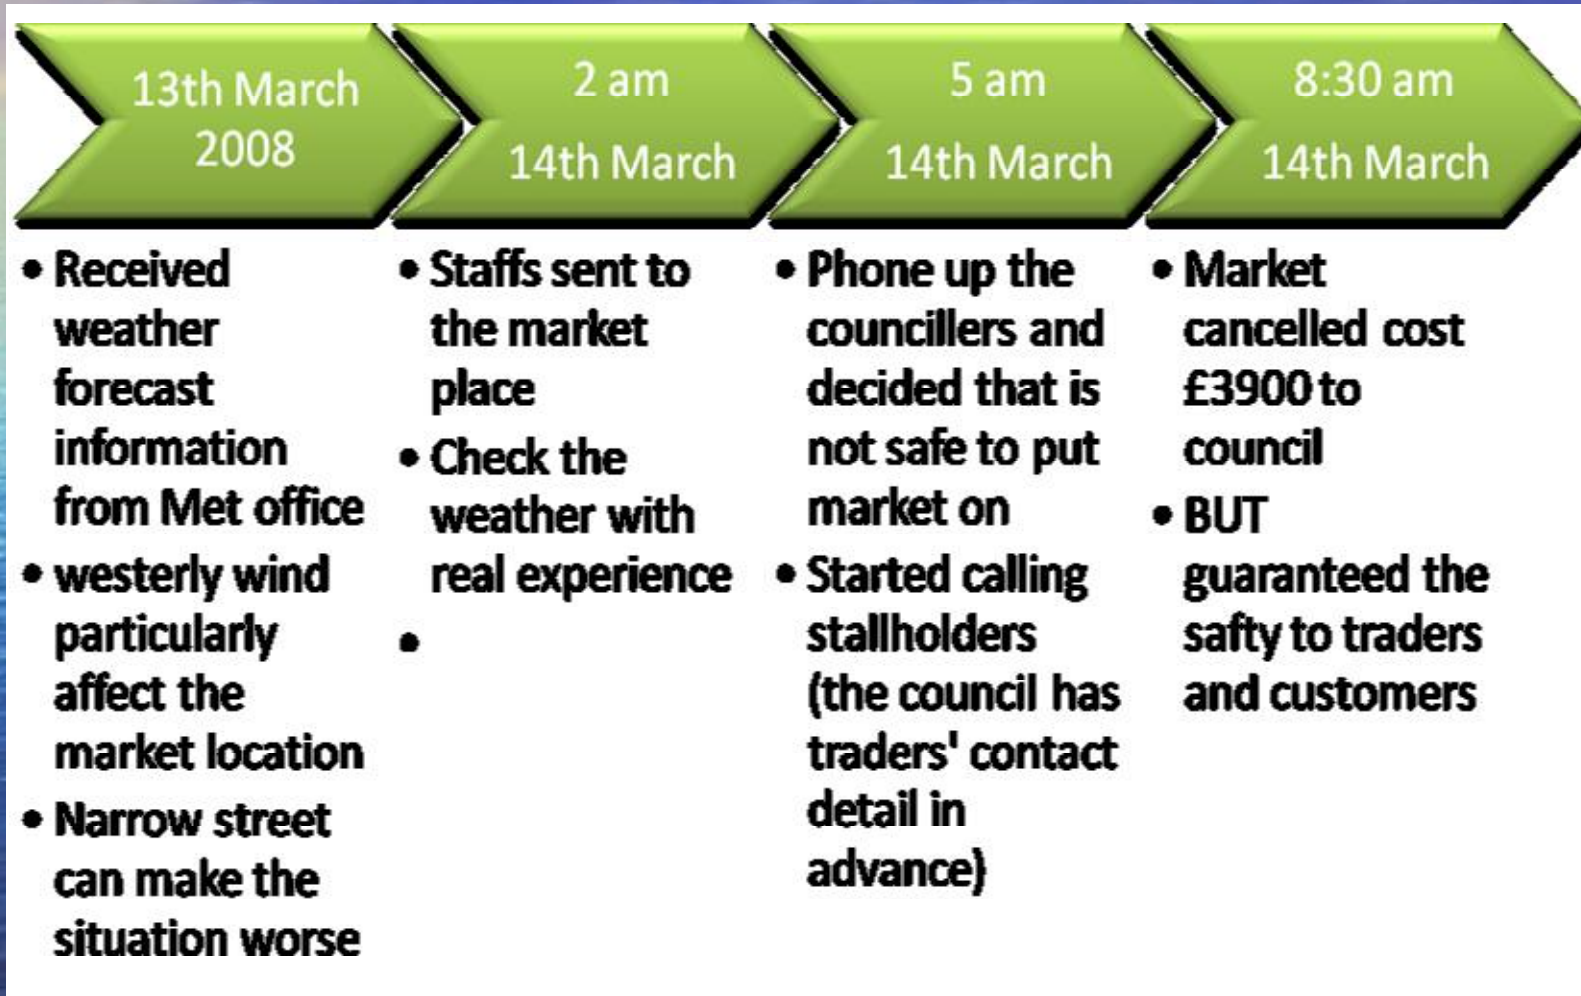 13th March
2008
• Received
weather
forecast
information
from Met office
• westerly wind
particularly
affect the
market location
• Narrow street
can make the
situation worse
2 am
14th March
• Staffs sent to
the market
place
• Check the
weather with
real experience
•
5 am
14th March
• Phone up the
councillers and
decided that is
not safe to put
market on
• Started calling
stallholders
(the council has
traders' contact
detail in
advance)
8:30 am
14th March
• Market
cancelled cost
£3900 to
council
• BUT
guaranteed the
safty to traders
and customers